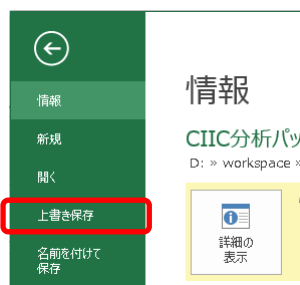 情報
新規
開く
上書き保存
名前を付けて
保存
情報
CIIC分析パッ
D: » workspace »
詳細の
表示